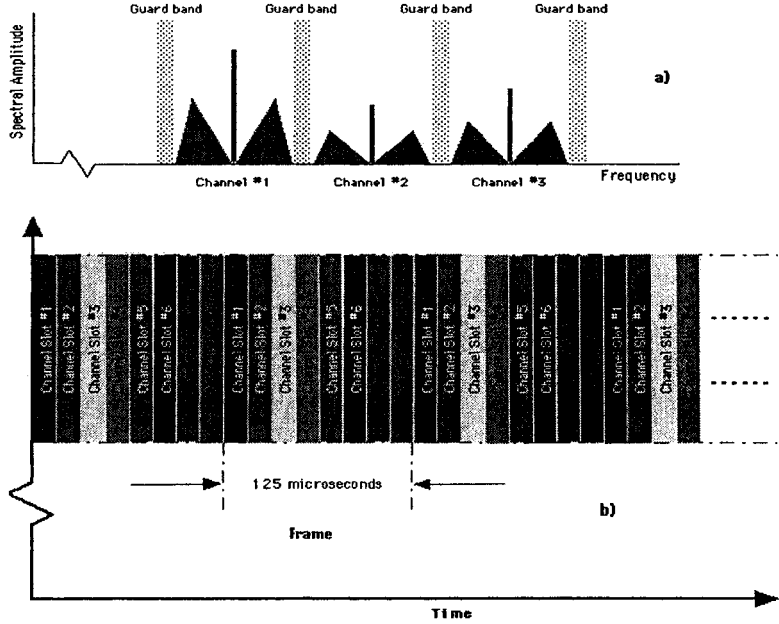 Guard band Guard band Guard band Guard band
Spectral Amplitude
a)
Channel #1 Channel #2 Channel #3 Frequency
Channel Slot #1
Channel Slot #2
Channel Slot #3
Channel Slot #5
Channel Slot #6
Channel Slot #1
Channel Slot #2
Channel Slot #3
Channel Slot #5
Channel Slot #6
Channel Slot #1
Channel Slot #2
Channel Slot #3
Channel Slot #5
Channel Slot #6
Channel Slot #1
Channel Slot #2
Channel Slot #3
125 microseconds
b)
Frame
Time